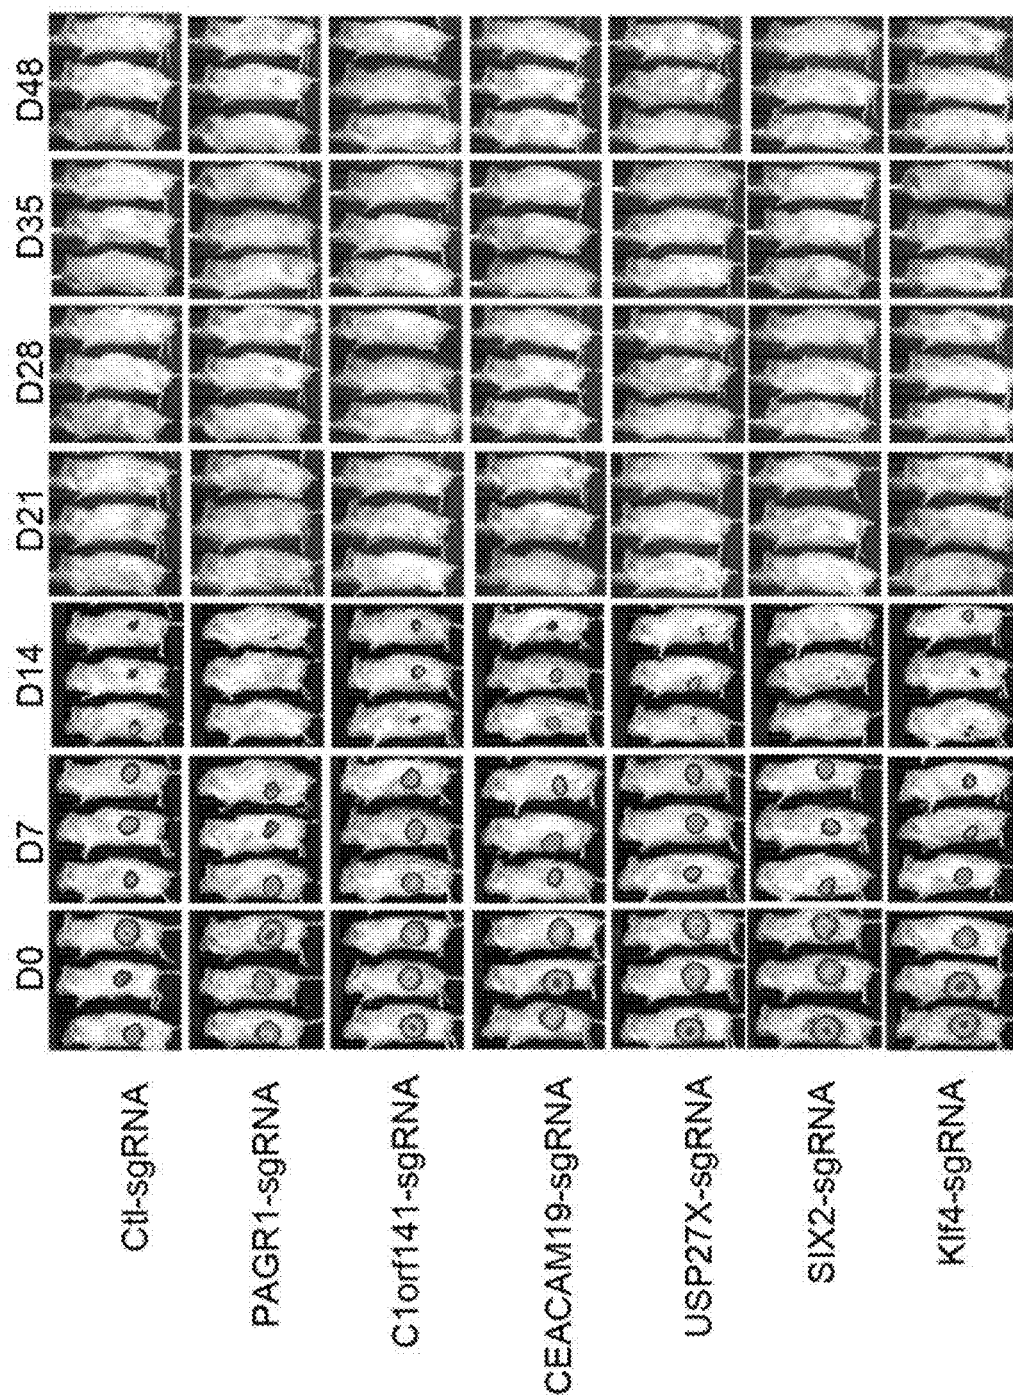 D0 D7 D14 D21 D28 D35 D48
Ctl-sgRNA
PAGR1-sgRNA
C1orf141-sgRNA
CEACAM19-sgRNA
USP27X-sgRNA
SIX2-sgRNA
Klf4-sgRNA